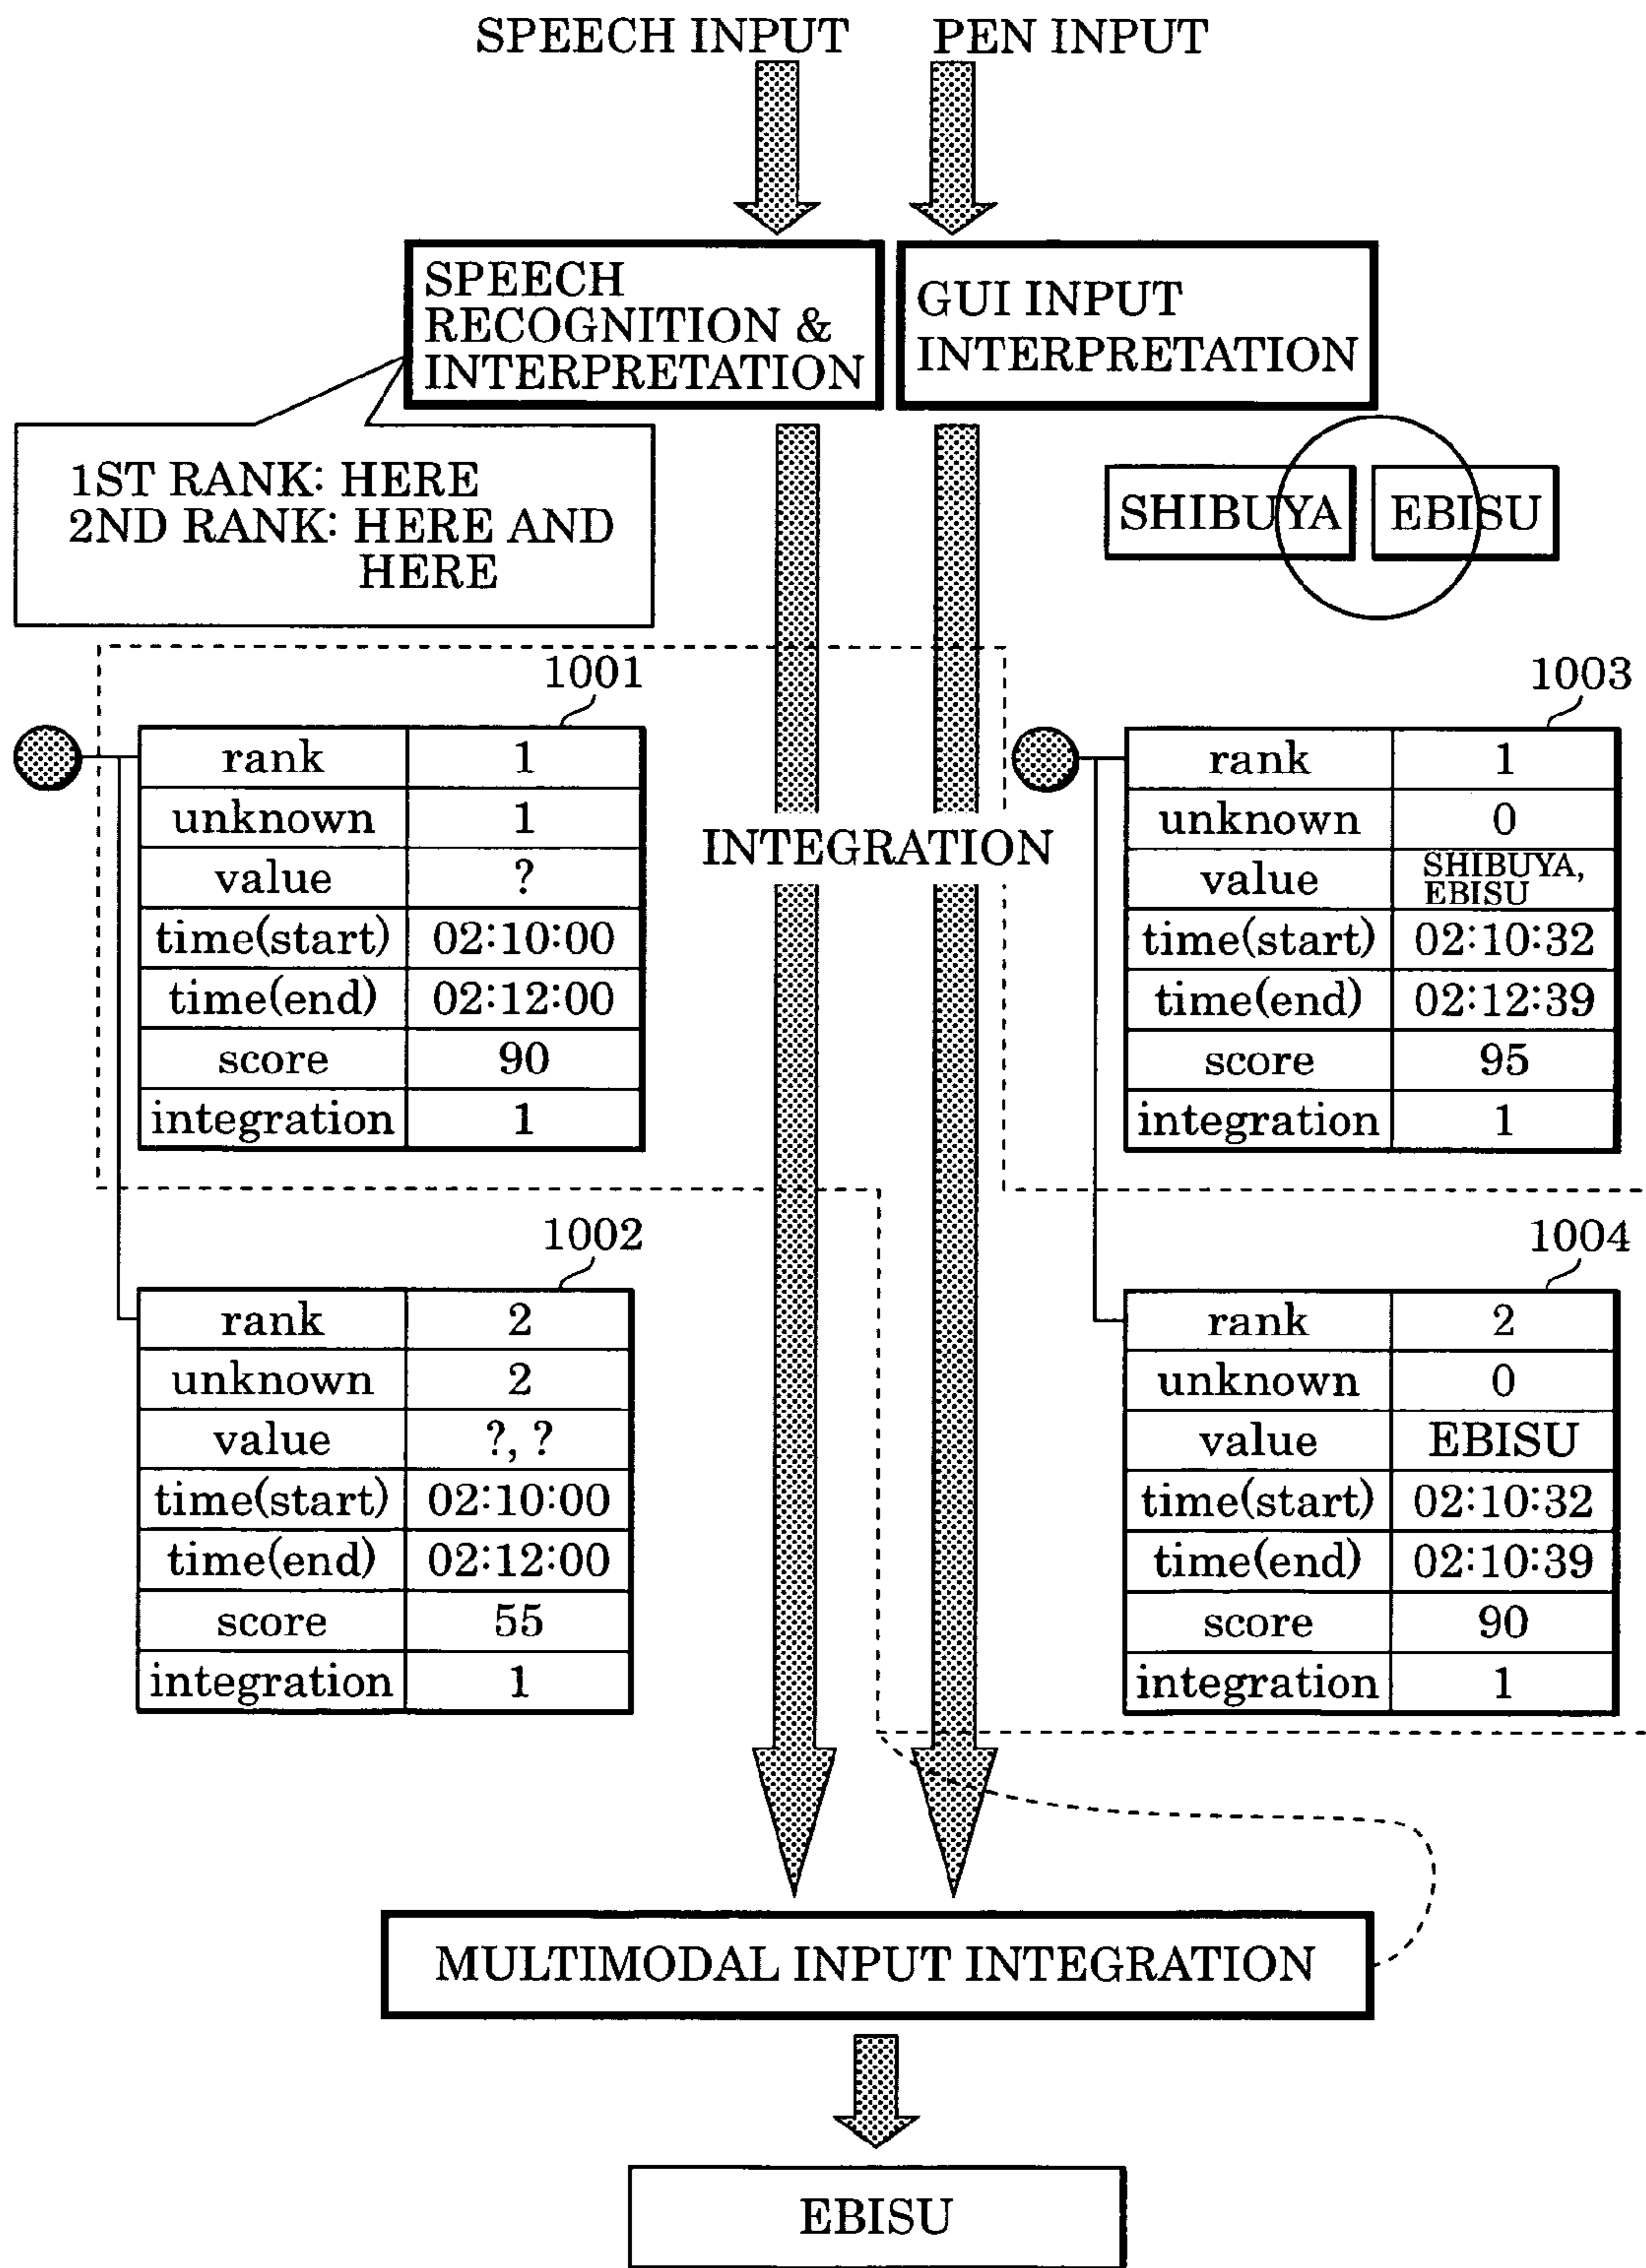 SPEECH INPUT PEN INPUT
SPEECH
RECOGNITION &
INTERPRETATION
GUI INPUT
INTERPRETATION
1ST RANK: HERE
2ND RANK: HERE AND
HERE
SHIBUYA EBISU
1001
rank 1
unknown 1
value ?
time(start) 02:10:00
time(end) 02:12:00
score 90
integration 1
INTEGRATION
1003
rank 1
unknown 0
value SHIBUYA,
EBISU
time(start) 02:10:32
time(end) 02:12:39
score 95
integration 1
1002
rank 2
unknown 2
value ?, ?
time(start) 02:10:00
time(end) 02:12:00
score 55
integration 1
1004
rank 2
unknown 0
value EBISU
time(start) 02:10:32
time(end) 02:10:39
score 90
integration 1
MULTIMODAL INPUT INTEGRATION
EBISU